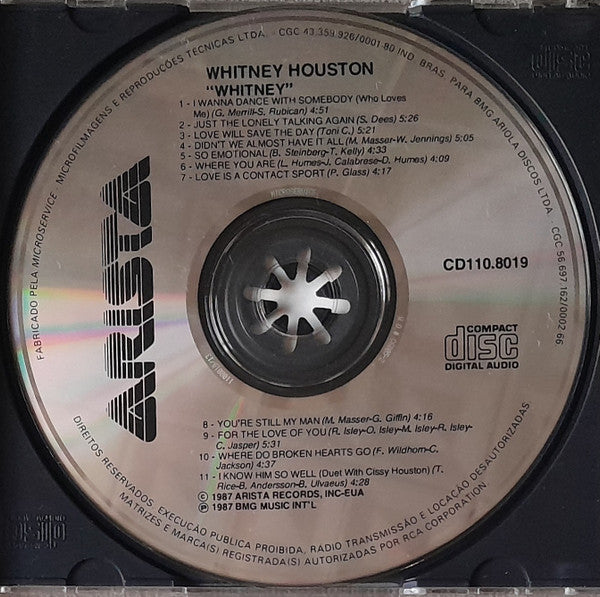 FABRICADO PELA MICROSERVICE - MICROFILMAGENS E REPRODUÇÕES TÉCNICAS LTDA. - CGC 43.359.926/0001-80 IND. BRAS. PARA BMG ARIOLA DISCOS LTDA - CGC 56.697.162/0002-66
WHITNEY HOUSTON
"WHITNEY"
1 - I WANNA DANCE WITH SOMEBODY (Who Loves
Me) (G. Merrill-S. Rubican) 4:51
2 - JUST THE LONELY TALKING AGAIN (S. Dees) 5:26
3 - LOVE WILL SAVE THE DAY (Toni C.) 5:21
4 - DIDN'T WE ALMOST HAVE IT ALL (M. Masser-W. Jennings) 5:05
5 - SO EMOTIONAL (B. Steinberg-T. Kelly) 4:33
6 - WHERE YOU ARE (L. Humes-J. Calabrese-D. Humes) 4:09
7 - LOVE IS A CONTACT SPORT (P. Glass) 4:17
ARISTA
MICROSERVICE
CD110.8019
COMPACT
disc
DIGITAL AUDIO
8 - YOU'RE STILL MY MAN (M. Masser-G. Giffin) 4:16
9 - FOR THE LOVE OF YOU (R. Isley-O. Isley-M. Isley-R. Isley-
C. Jasper) 5:31
10 - WHERE DO BROKEN HEARTS GO (F. Wildhorn-C.
Jackson) 4:37
11 - I KNOW HIM SO WELL (Duet With Cissy Houston) (T.
Rice-B. Andersson-B. Ulvaeus) 4:28
© 1987 ARISTA RECORDS, INC-EUA
℗ 1987 BMG MUSIC INT'L
DIREITOS RESERVADOS. EXECUÇÃO PUBLICA PROIBIDA, RADIO TRANSMISSÃO E LOCAÇÃO DESAUTORIZADAS
MATRIZES E MARCA(S) REGISTRADA(S) AUTORIZADAS POR RCA CORPORATION